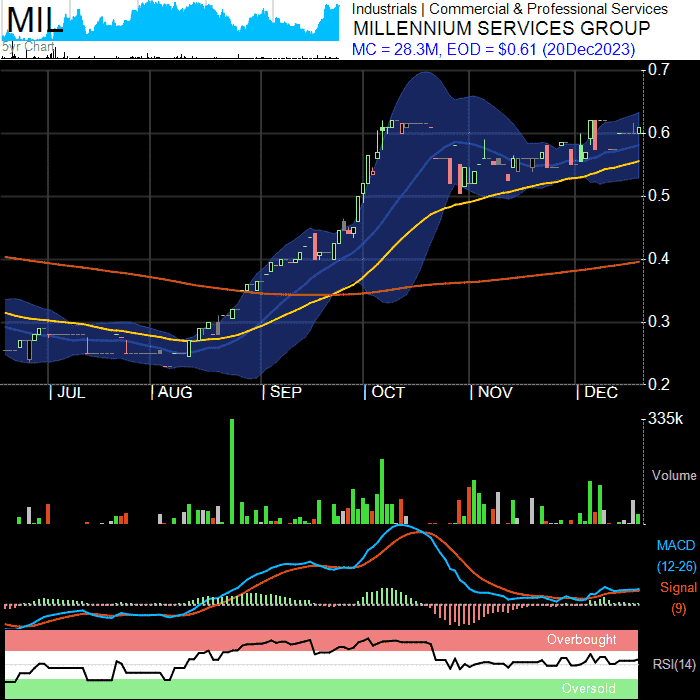 MIL
5yr Chart
Industrials | Commercial & Professional Services
MILLENNIUM SERVICES GROUP
MC = 28.3M, EOD = $0.61 (20Dec2023)
0.7
0.6
0.5
0.4
0.3
0.2
JUL
AUG
SEP
OCT
NOV
DEC
335k
Volume
MACD
(12-26)
Signal
(9)
Overbought
RSI(14)
Oversold